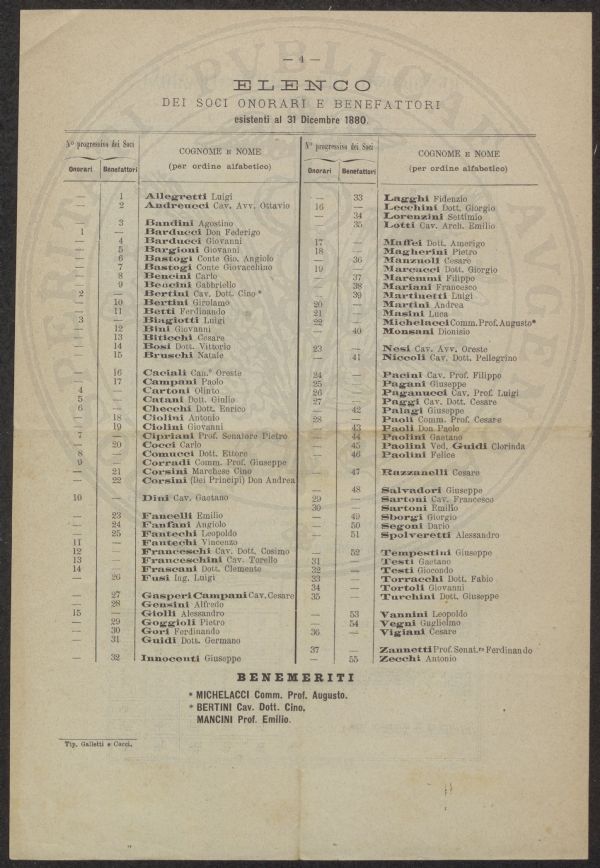 — 4 —
ELENCO
DEI SOCI ONORARI E BENEFATTORI
esistenti al 31 Dicembre 1880.
Nº progressivo dei Soci
Onorari Benefattori
COGNOME E NOME
(per ordine alfabetico)
— 1 Allegretti Luigi
— 2 Andreucci Cav. Avv. Ottavio
— 3 Bandini Agostino
1 — Barducci Don Federigo
— 4 Barducci Giovanni
— 5 Bargioni Giovanni
— 6 Bastogi Conte Gio. Angiolo
— 7 Bastogi Conte Giovacchino
— 8 Bencini Carlo
— 9 Bencini Gabbriello
2 — Bertini Cav. Dott. Cino *
— 10 Bertini Girolamo
— 11 Betti Ferdinando
3 — Biagiotti Luigi
— 12 Bini Giovanni
— 13 Biticchi Cesare
— 14 Bosi Dott. Vittorio
— 15 Bruschi Natale
— 16 Caciali Can.º Oreste
— 17 Campani Paolo
4 — Cartoni Olinto
5 — Catani Dott. Giulio
6 — Checchi Dott. Enrico
— 18 Ciolini Antonio
— 19 Ciolini Giovanni
7 — Cipriani Prof. Senatore Pietro
— 20 Cocci Carlo
8 — Comucci Dott. Ettore
9 — Corradi Comm. Prof. Giuseppe
— 21 Corsini Marchese Cino
— 22 Corsini (Dei Principi) Don Andrea
10 — Dini Cav. Gaetano
— 23 Fancelli Emilio
— 24 Fanfani Angiolo
— 25 Fantechi Leopoldo
11 — Fantechi Vincenzo
12 — Franceschi Cav. Dott. Cosimo
13 — Franceschini Cav. Torello
14 — Frascani Dott. Clemente
— 26 Fusi Ing. Luigi
— 27 Gasperi Campani Cav. Cesare
— 28 Gensini Alfredo
15 — Giolli Alessandro
— 29 Goggioli Pietro
— 30 Gori Ferdinando
— 31 Guidi Dott. Germano
— 32 Innocenti Giuseppe
Nº progressivo dei Soci
Onorari Benefattori
COGNOME E NOME
(per ordine alfabetico)
— 33 Lagghi Fidenzio
16 — Lecchini Dott. Giorgio
— 34 Lorenzini Settimio
— 35 Lotti Cav. Arch. Emilio
17 — Maffei Dott. Amerigo
18 — Magherini Pietro
— 36 Manzuoli Cesare
19 — Marcacci Dott. Giorgio
— 37 Maremmi Filippo
— 38 Mariani Francesco
— 39 Martinetti Luigi
20 — Martini Andrea
21 — Masini Luca
22 — Michelacci Comm. Prof. Augusto*
— 40 Monsani Dionisio
23 — Nesi Cav. Avv. Oreste
— 41 Niccoli Cav. Dott. Pellegrino
24 — Pacini Cav. Prof. Filippo
25 — Pagani Giuseppe
26 — Paganucci Cav. Prof. Luigi
27 — Paggi Cav. Dott. Cesare
— 42 Palagi Giuseppe
28 — Paoli Comm. Prof. Cesare
— 43 Paoli Don Paolo
— 44 Paolini Gaetano
— 45 Paolini Ved. Guidi Clorinda
— 46 Paolini Felice
— 47 Razzanelli Cesare
— 48 Salvadori Giuseppe
29 — Sartoni Cav. Francesco
30 — Sartoni Emilio
— 49 Sborgi Giorgio
— 50 Segoni Dario
— 51 Spolveretti Alessandro
— 52 Tempestini Giuseppe
31 — Testi Gaetano
32 — Testi Giocondo
33 — Torracchi Dott. Fabio
34 — Tortoli Giovanni
35 — Turchini Dott. Giuseppe
— 53 Vannini Leopoldo
— 54 Vegni Guglielmo
36 — Vigiani Cesare
37 — Zannetti Prof. Senat.re Ferdinando
— 55 Zecchi Antonio
BENEMERITI
* MICHELACCI Comm. Prof. Augusto.
* BERTINI Cav. Dott. Cino,
MANCINI Prof. Emilio.
Tip. Galletti e Cocci.